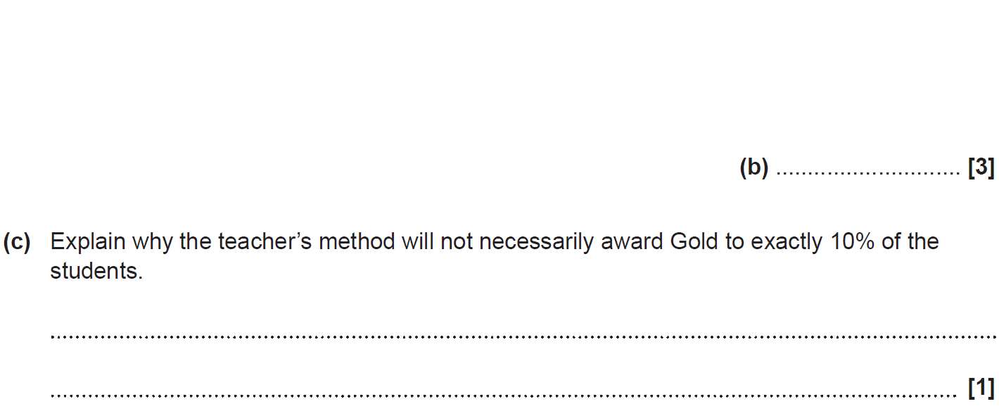 (b) ............................. [3]
(c) Explain why the teacher’s method will not necessarily award Gold to exactly 10% of the
students.
..........................................................................................................................................................
.................................................................................................................................................. [1]